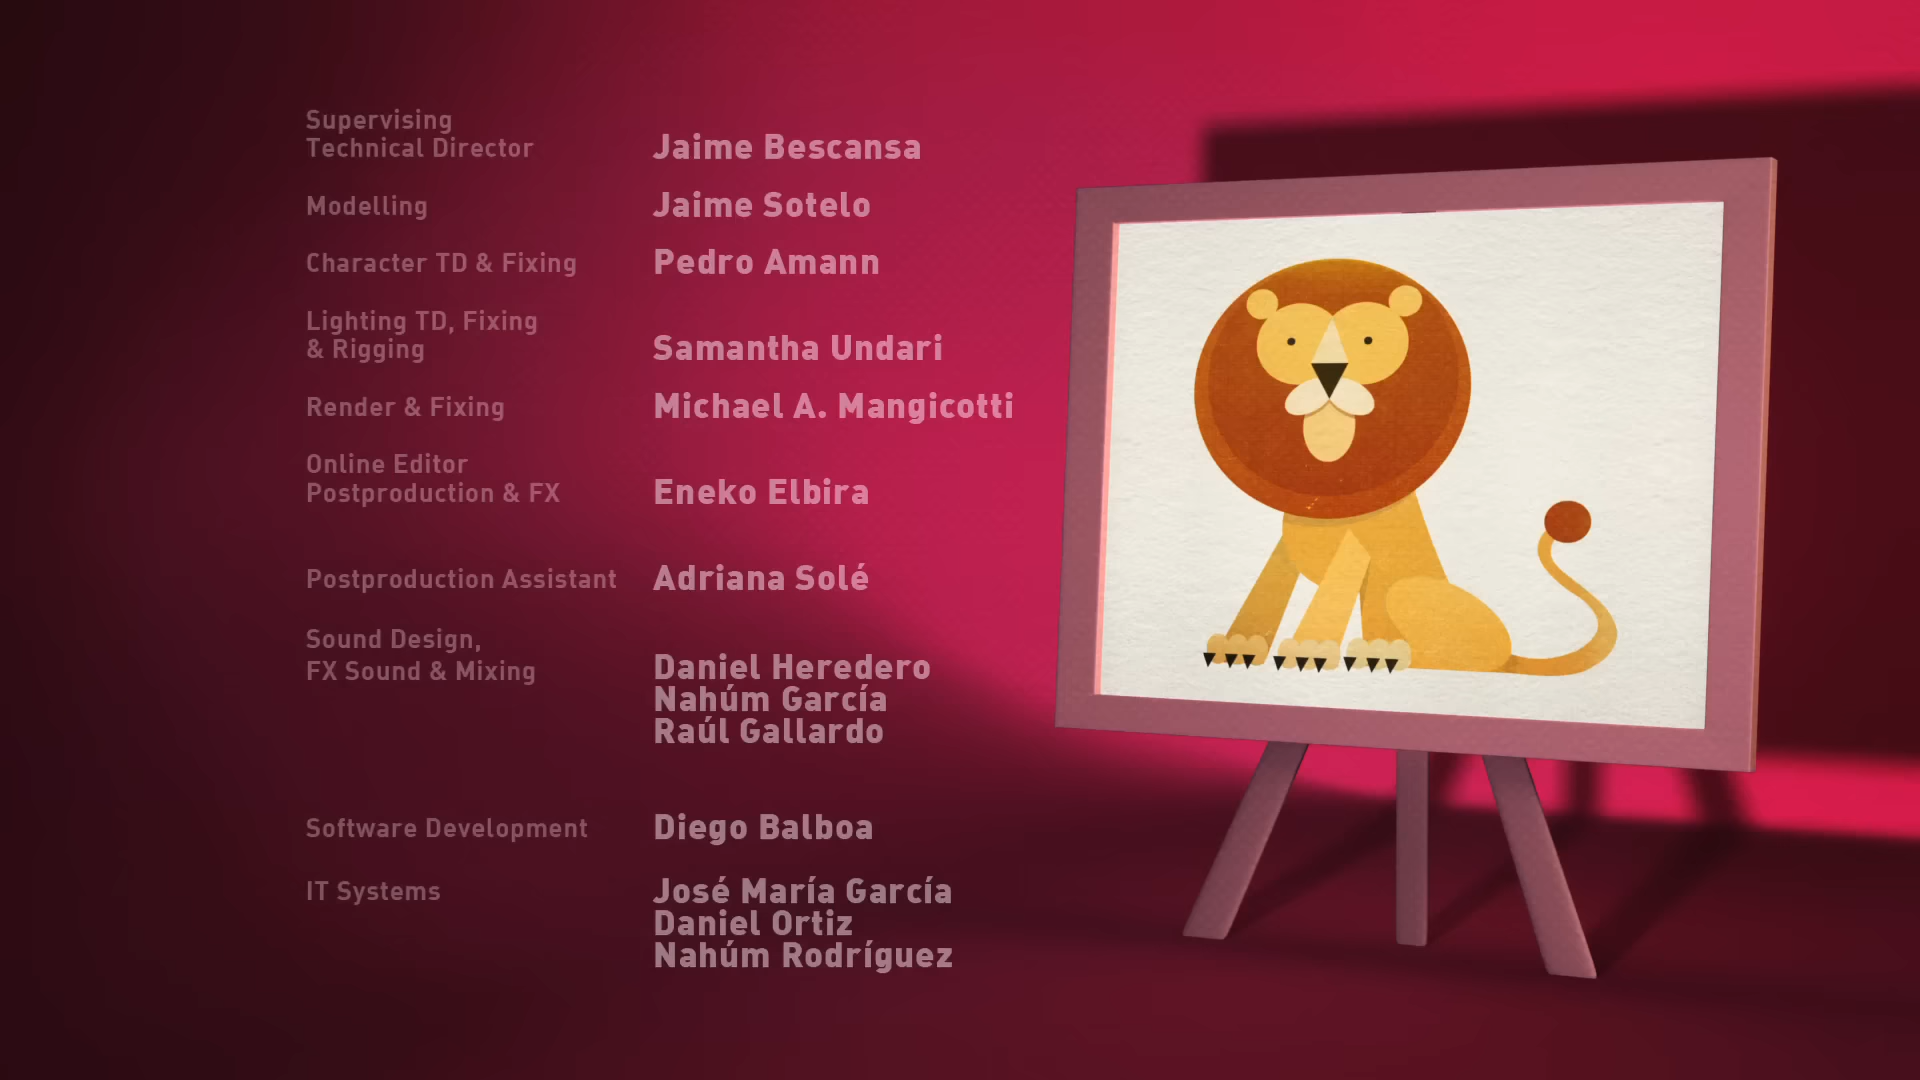 Supervising
Technical Director
Jaime Bescansa
Modelling
Jaime Sotelo
Character TD & Fixing
Pedro Amann
Lighting TD, Fixing
& Rigging
Samantha Undari
Render & Fixing
Michael A. Mangicotti
Online Editor
Postproduction & FX
Eneko Elbira
Postproduction Assistant
Adriana Solé
Sound Design,
FX Sound & Mixing
Daniel Heredero
Nahúm García
Raúl Gallardo
Software Development
Diego Balboa
IT Systems
José María García
Daniel Ortiz
Nahúm Rodríguez